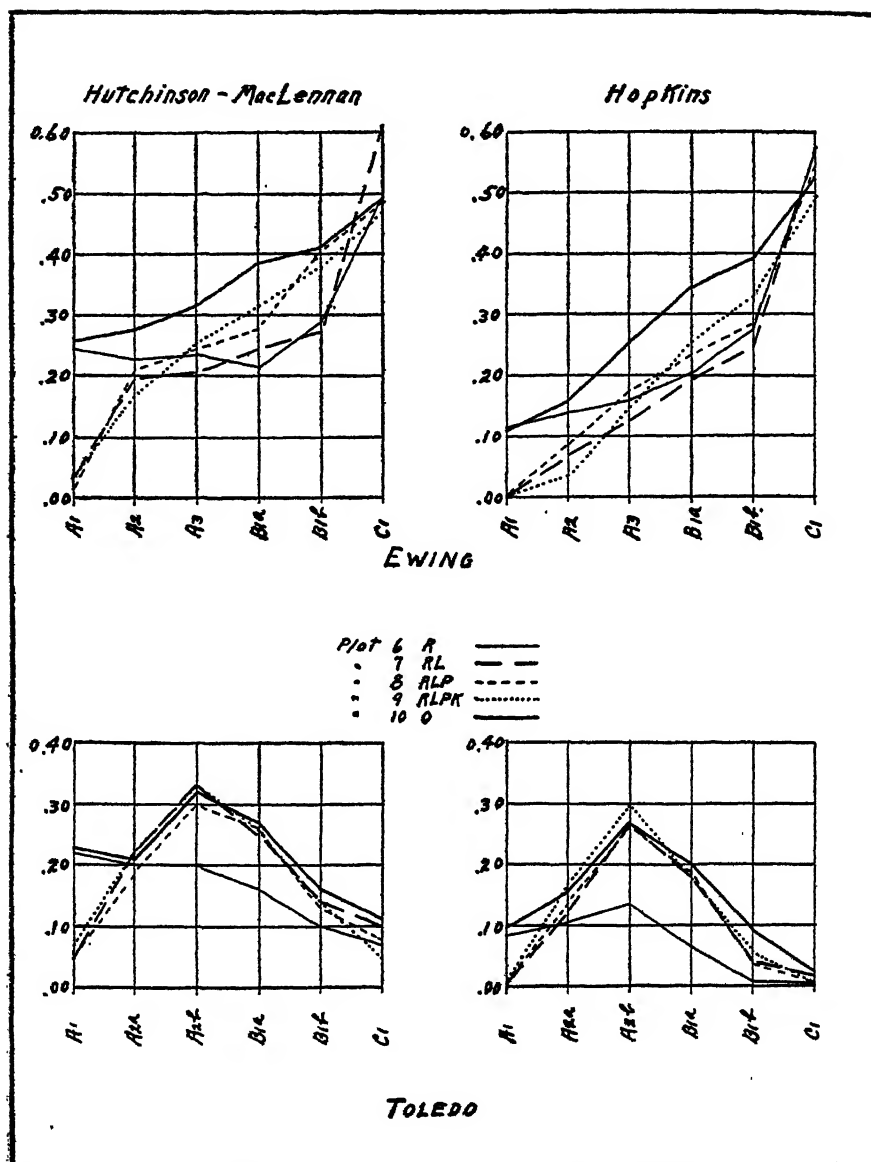 Hutchinson - MacLennan
Hopkins
0.60
.50
.40
.30
.20
.10
.00
A1 A2 A3 B1a B1b C1
0.60
.50
.40
.30
.20
.10
.00
A1 A2 A3 B1a B1b C1
EWING
Plot 6 R
" 7 RL
" 8 RLP
" 9 RLPK
" 10 O
0.40
.30
.20
.10
.00
A1 A2a A2b B1a B1b C1
0.40
.30
.20
.10
.00
A1 A2a A2b B1a B1b C1
TOLEDO